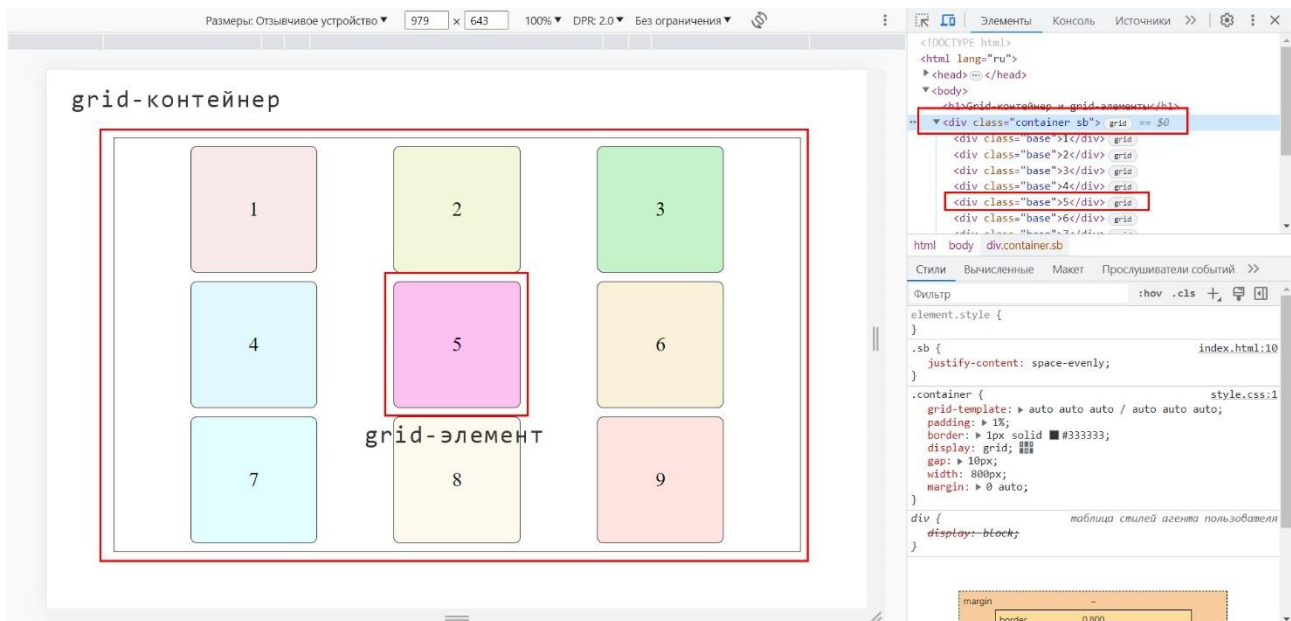 Размеры: Отзывчивое устройство ▼ 979 × 643 100% ▼ DPR: 2.0 ▼ Без ограничения ▼
grid-контейнер
1 2 3
4 5 6
grid-элемент
7 8 9
Элементы Консоль Источники
<!DOCTYPE html>
<html lang="ru">
<head> </head>
<body>
<h1>Grid-контейнер и grid-элементы</h1>
<div class="container sb"> grid == $0
<div class="base">1</div> grid
<div class="base">2</div> grid
<div class="base">3</div> grid
<div class="base">4</div> grid
<div class="base">5</div> grid
<div class="base">6</div> grid
html body div.container.sb
Стили Вычисленные Макет Прослушиватели событий
Фильтр :hov .cls
element.style {
}
.sb { index.html:10
justify-content: space-evenly;
}
.container { style.css:1
grid-template: ▶ auto auto auto / auto auto auto;
padding: ▶ 1%;
border: ▶ 1px solid #333333;
display: grid;
gap: ▶ 10px;
width: 800px;
margin: ▶ 0 auto;
}
div { таблица стилей агента пользователя
display: block;
}
margin –
border 0.800